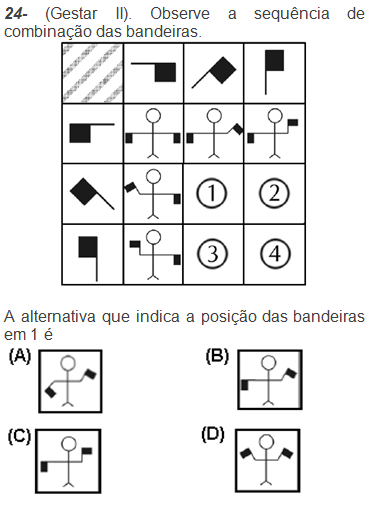 24- (Gestar II). Observe a sequência de
combinação das bandeiras.
1 2
3 4
A alternativa que indica a posição das bandeiras
em 1 é
(A) (B)
(C) (D)